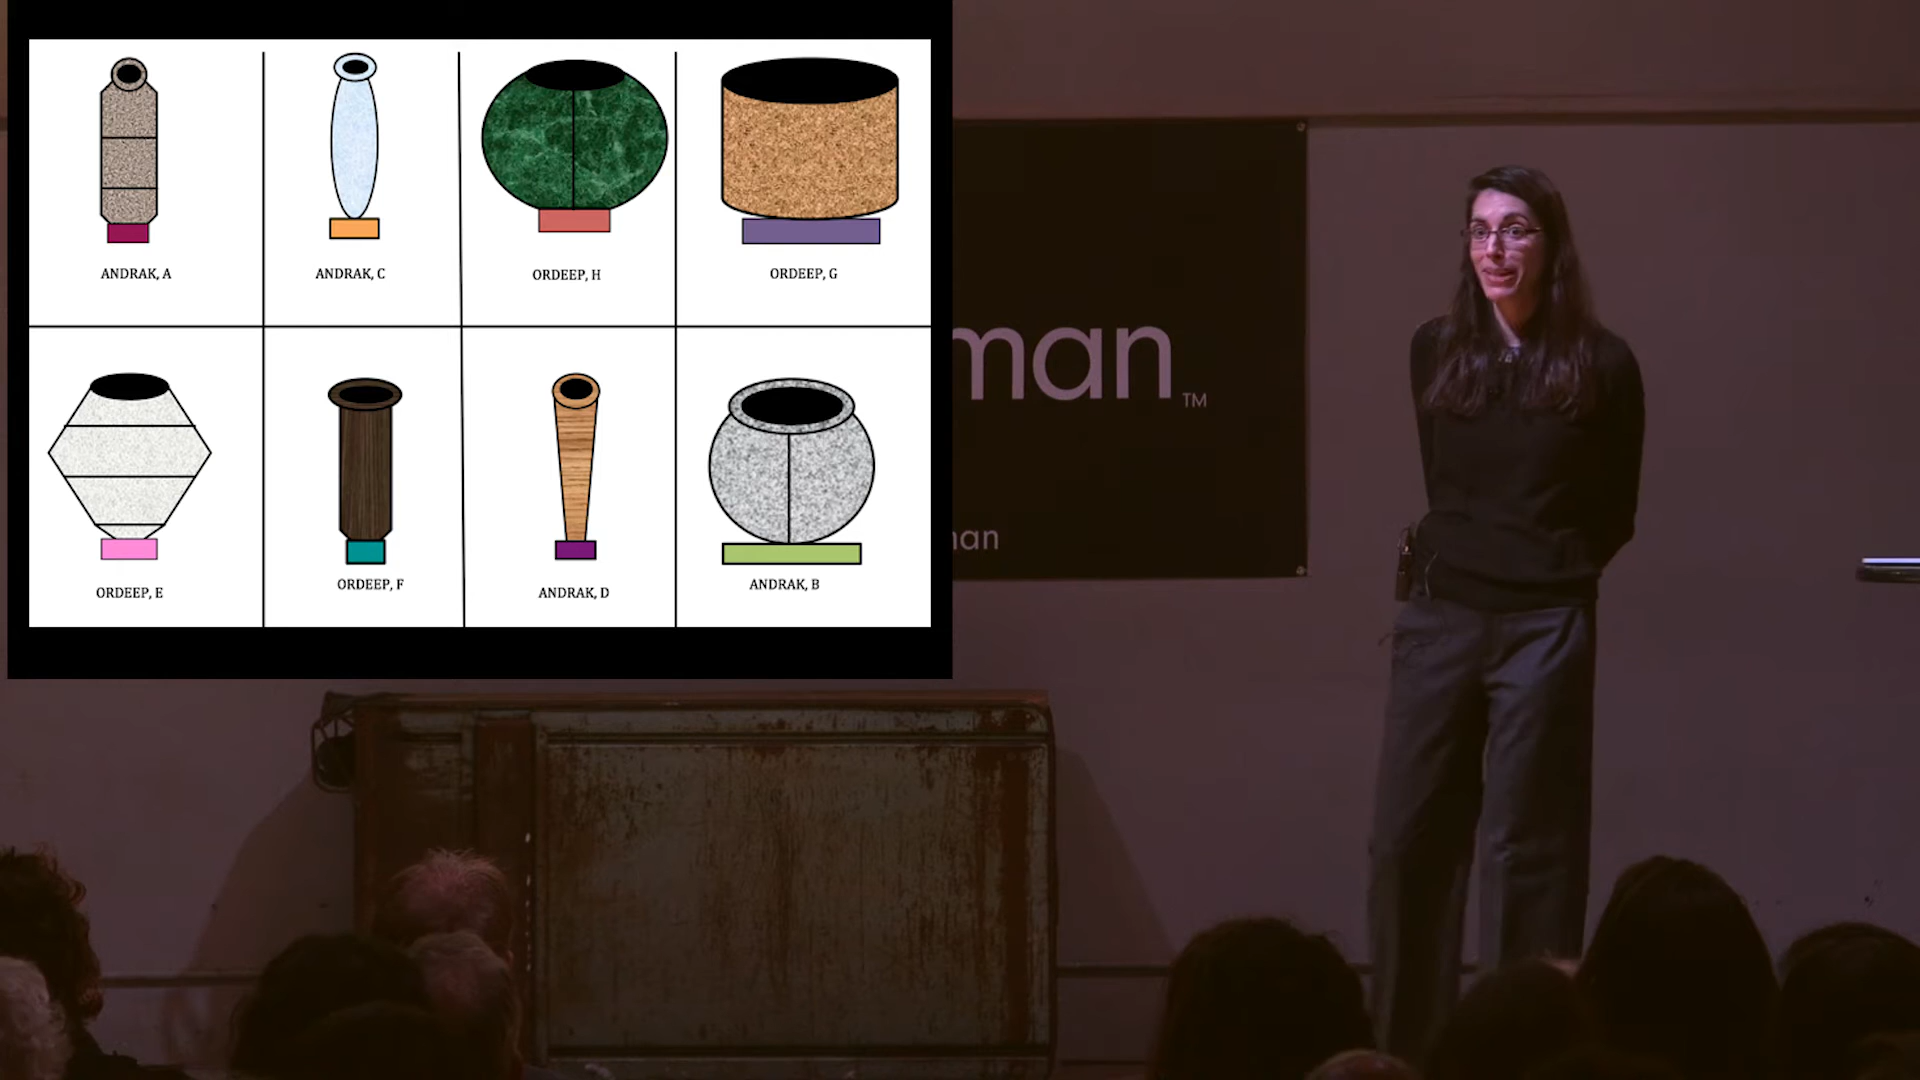 ANDRAK, A
ANDRAK, C
ORDEEP, H
ORDEEP, G
ORDEEP, E
ORDEEP, F
ANDRAK, D
ANDRAK, B
man
TM
an